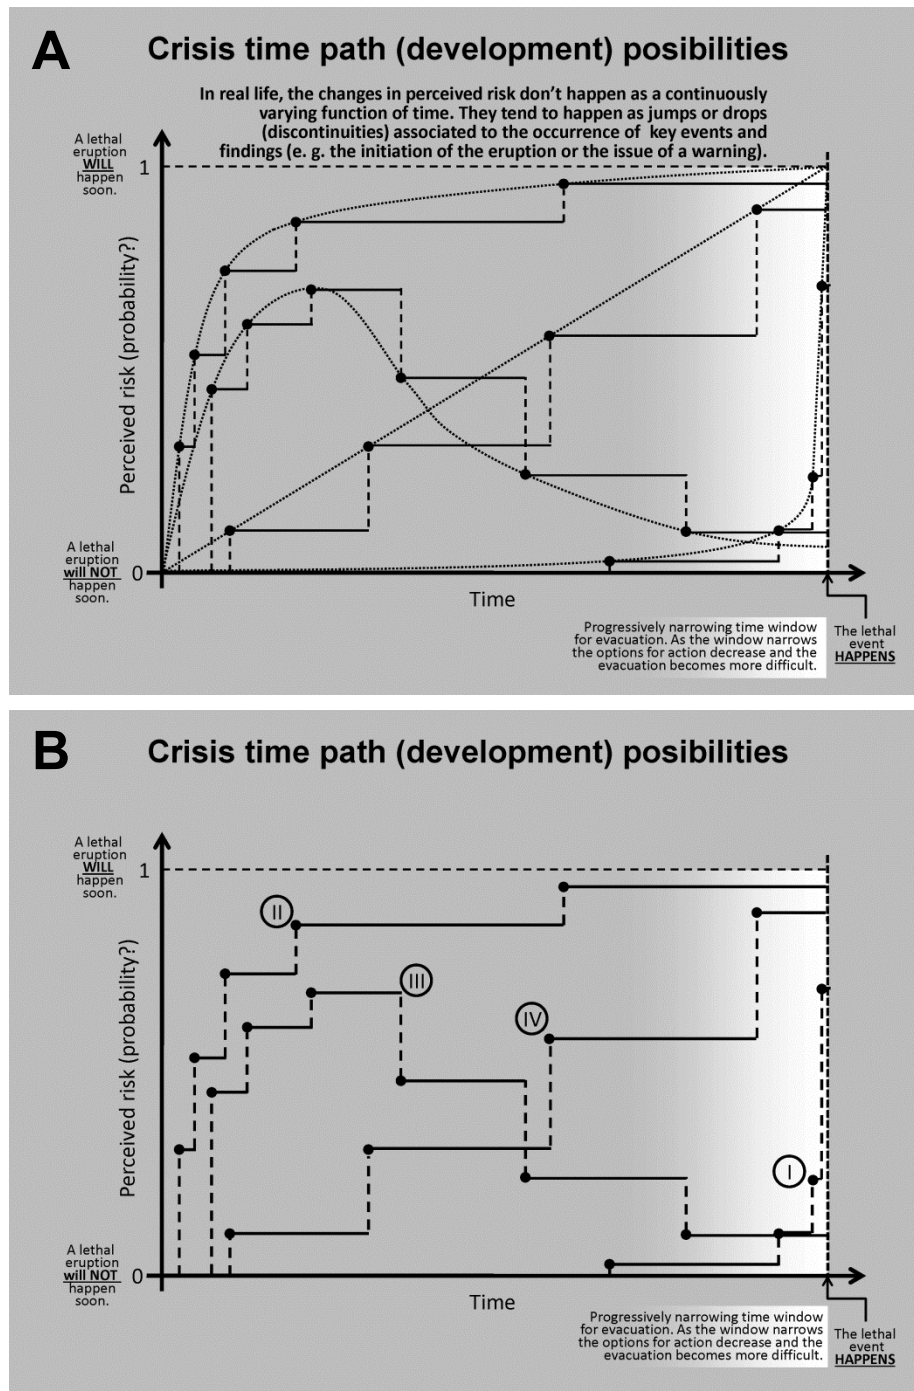 A
Crisis time path (development) posibilities
In real life, the changes in perceived risk don't happen as a continuously
varying function of time. They tend to happen as jumps or drops
(discontinuities) associated to the occurrence of key events and
findings (e. g. the initiation of the eruption or the issue of a warning).
A lethal
eruption
WILL
happen
soon.
1
Perceived risk (probability?)
A lethal
eruption
will NOT
happen
soon.
0
Time
Progressively narrowing time window
for evacuation. As the window narrows
the options for action decrease and the
evacuation becomes more difficult.
The lethal
event
HAPPENS
B
Crisis time path (development) posibilities
A lethal
eruption
WILL
happen
soon.
1
II
III
IV
I
Perceived risk (probability?)
A lethal
eruption
will NOT
happen
soon.
0
Time
Progressively narrowing time window
for evacuation. As the window narrows
the options for action decrease and the
evacuation becomes more difficult.
The lethal
event
HAPPENS